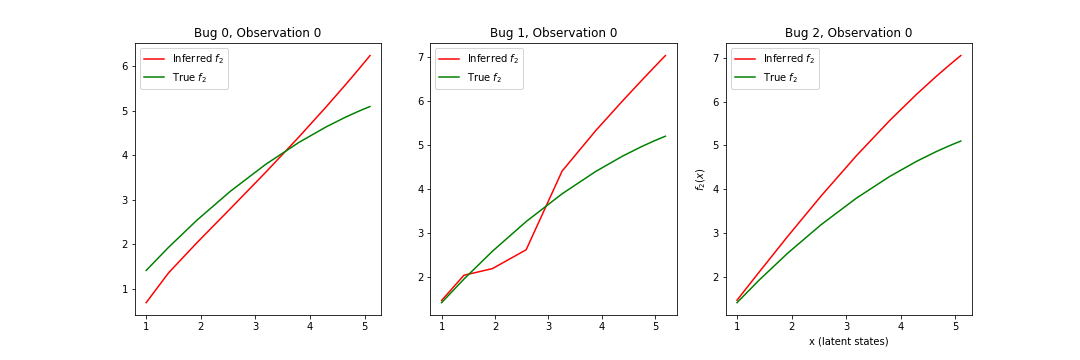 Bug 0, Observation 0
Inferred f₂
True f₂
6
5
4
3
2
1
1 2 3 4 5
Bug 1, Observation 0
Inferred f₂
True f₂
7
6
5
4
3
2
1 2 3 4 5
Bug 2, Observation 0
Inferred f₂
True f₂
f₂(x)
7
6
5
4
3
2
1 2 3 4 5
x (latent states)